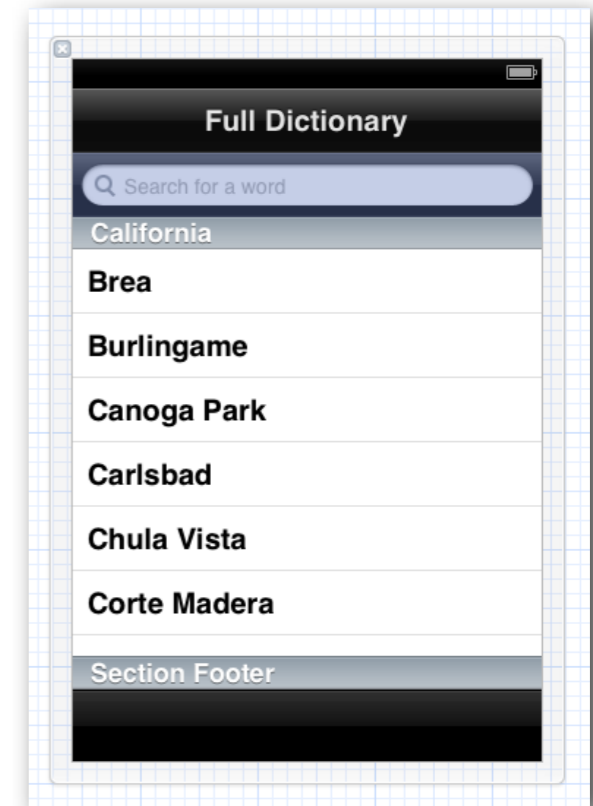 Full Dictionary
Search for a word
California
Brea
Burlingame
Canoga Park
Carlsbad
Chula Vista
Corte Madera
Section Footer